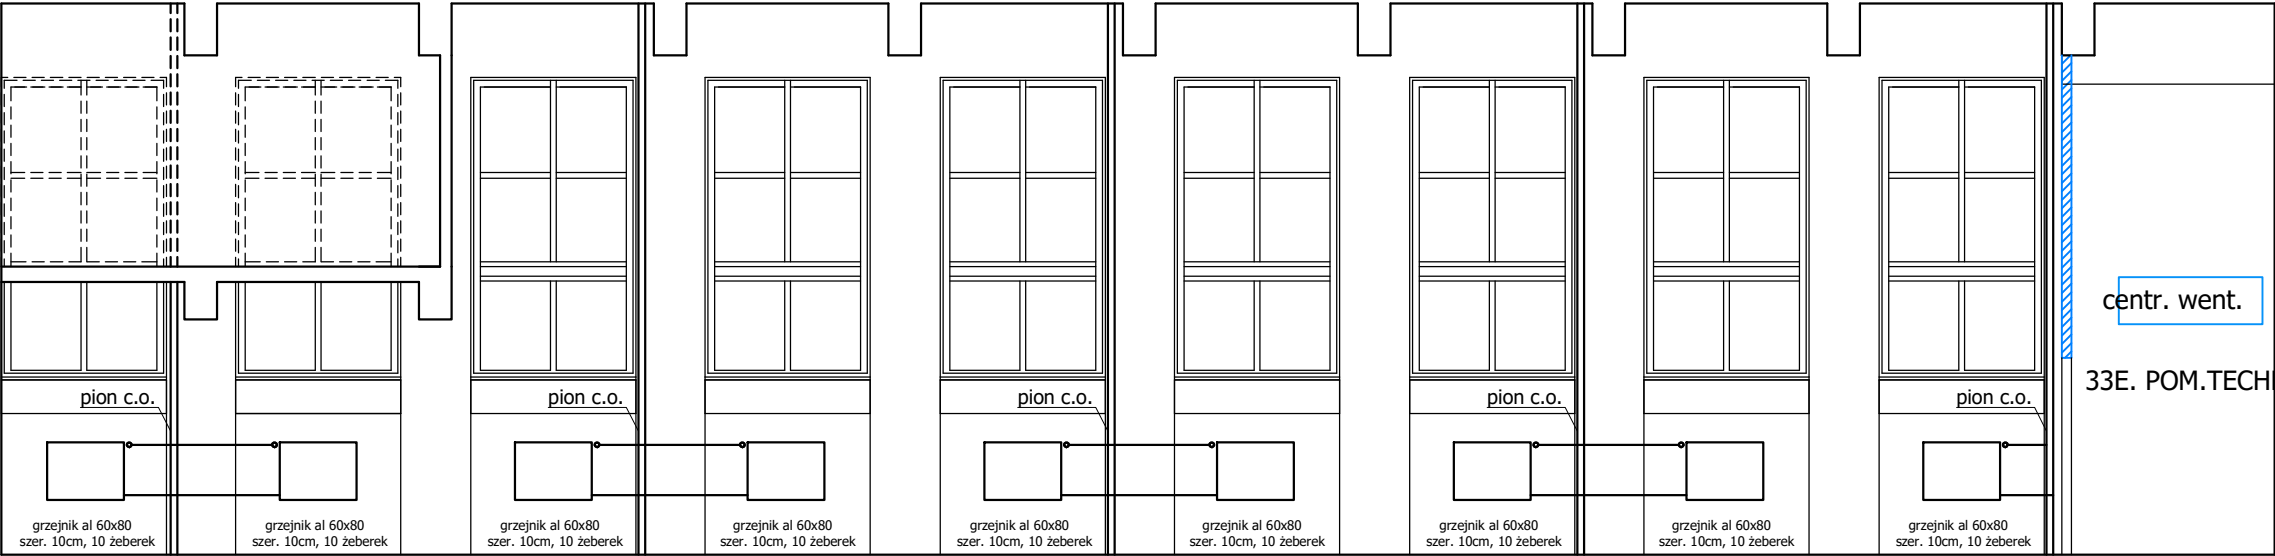 centr. went.
33E. POM.TECH
pion c.o.
pion c.o.
pion c.o.
pion c.o.
pion c.o.
grzejnik al 60x80
szer. 10cm, 10 żeberek
grzejnik al 60x80
szer. 10cm, 10 żeberek
grzejnik al 60x80
szer. 10cm, 10 żeberek
grzejnik al 60x80
szer. 10cm, 10 żeberek
grzejnik al 60x80
szer. 10cm, 10 żeberek
grzejnik al 60x80
szer. 10cm, 10 żeberek
grzejnik al 60x80
szer. 10cm, 10 żeberek
grzejnik al 60x80
szer. 10cm, 10 żeberek
grzejnik al 60x80
szer. 10cm, 10 żeberek